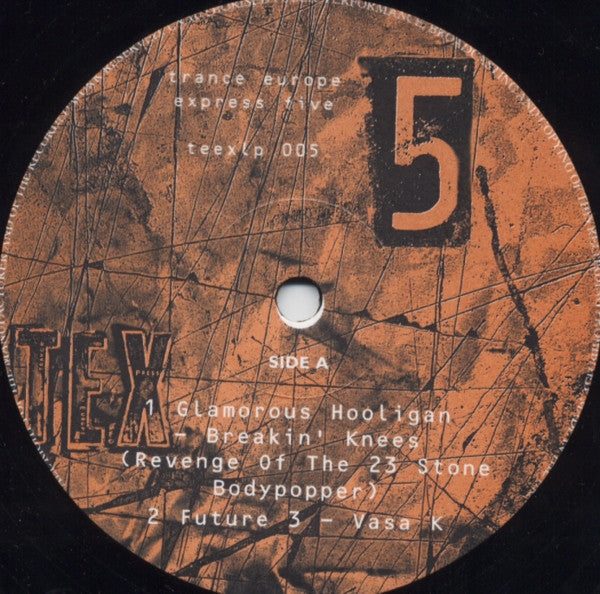 trance europe
express five
teexlp 005
5
TEX
SIDE A
1 Glamorous Hooligan
- Breakin' Knees
(Revenge Of The 23 Stone
Bodypopper)
2 Future 3 - Vasa K